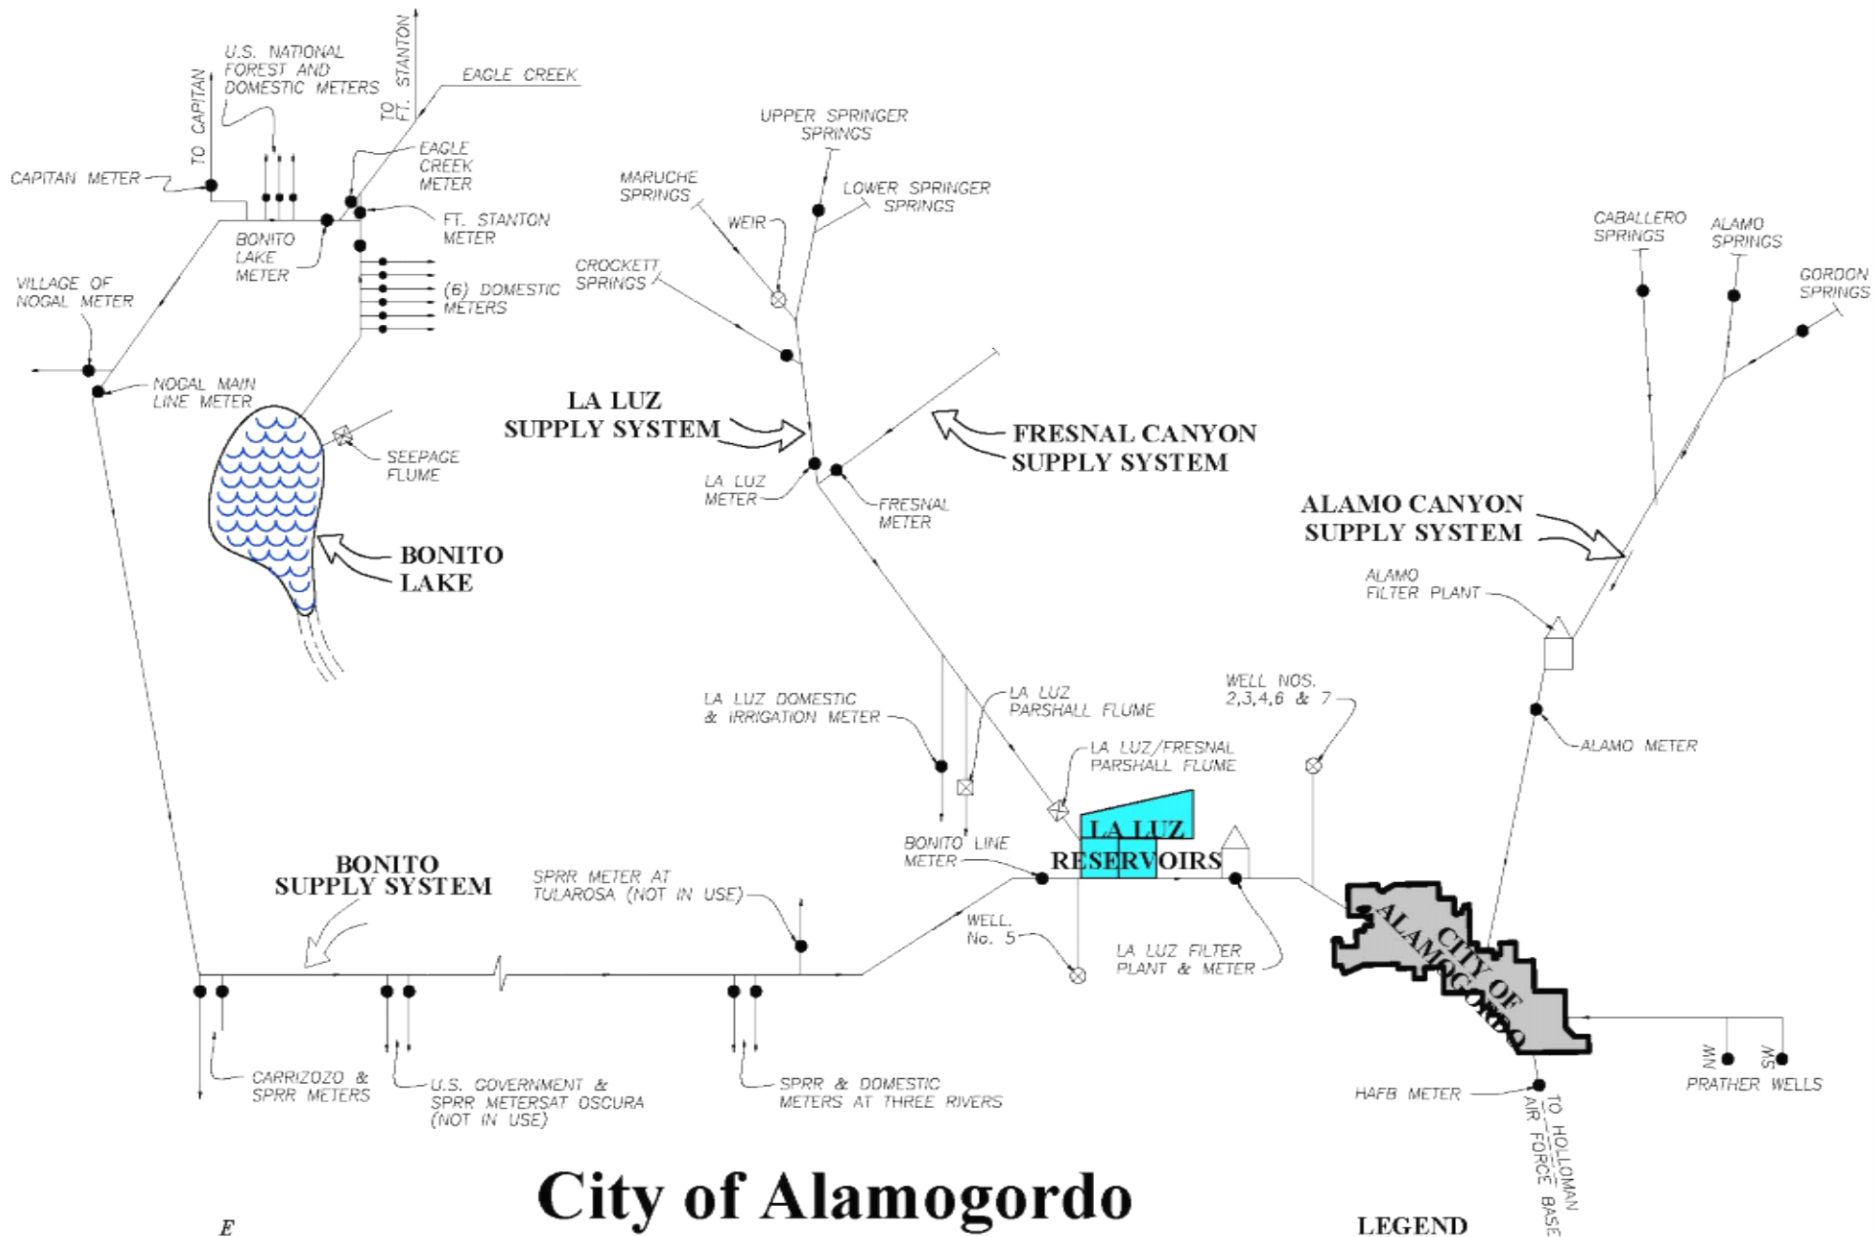 U.S. NATIONAL
FOREST AND
DOMESTIC METERS
TO CAPITAN
TO
FT. STANTON
EAGLE CREEK
CAPITAN METER
EAGLE
CREEK
METER
FT. STANTON
METER
BONITO
LAKE
METER
VILLAGE OF
NOGAL METER
(6) DOMESTIC
METERS
NOGAL MAIN
LINE METER
SEEPAGE
FLUME
BONITO
LAKE
UPPER SPRINGER
SPRINGS
MARUCHE
SPRINGS
LOWER SPRINGER
SPRINGS
WEIR
CROCKETT
SPRINGS
LA LUZ
SUPPLY SYSTEM
FRESNAL CANYON
SUPPLY SYSTEM
LA LUZ
METER
FRESNAL
METER
CABALLERO
SPRINGS
ALAMO
SPRINGS
GORDON
SPRINGS
ALAMO CANYON
SUPPLY SYSTEM
ALAMO
FILTER PLANT
ALAMO METER
WELL NOS.
2,3,4,6 & 7
LA LUZ DOMESTIC
& IRRIGATION METER
LA LUZ
PARSHALL FLUME
LA LUZ/FRESNAL
PARSHALL FLUME
LA LUZ
RESERVOIRS
BONITO LINE
METER
BONITO
SUPPLY SYSTEM
SPRR METER AT
TULAROSA (NOT IN USE)
WELL.
No. 5
LA LUZ FILTER
PLANT & METER
CITY OF
ALAMOGORDO
CARRIZOZO &
SPRR METERS
U.S. GOVERNMENT &
SPRR METERSAT OSCURA
(NOT IN USE)
SPRR & DOMESTIC
METERS AT THREE RIVERS
NW
SW
PRATHER WELLS
HAFB METER
TO HOLLOMAN
AIR FORCE BASE
City of Alamogordo
E
LEGEND